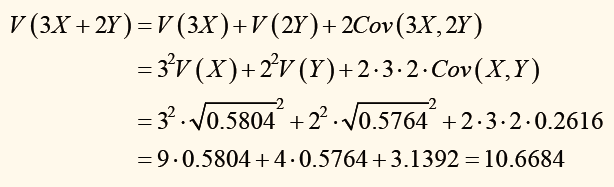 V(3X + 2Y) = V(3X) + V(2Y) + 2Cov(3X, 2Y)
= 3²V(X) + 2²V(Y) + 2·3·2·Cov(X,Y)
= 3²·√0.5804² + 2²·√0.5764² + 2·3·2·0.2616
= 9·0.5804 + 4·0.5764 + 3.1392 = 10.6684